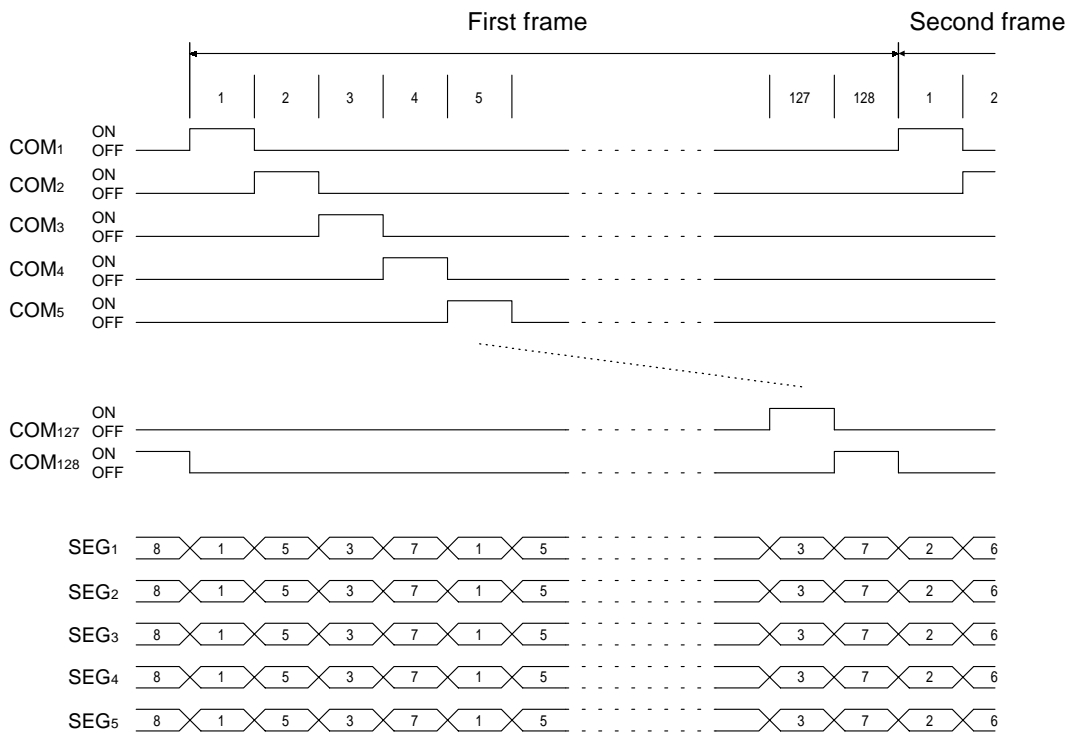 First frame Second frame
1 2 3 4 5 127 128 1 2
COM1 ON
OFF
COM2 ON
OFF
COM3 ON
OFF
COM4 ON
OFF
COM5 ON
OFF
COM127 ON
OFF
COM128 ON
OFF
SEG1 8 1 5 3 7 1 5 3 7 2 6
SEG2 8 1 5 3 7 1 5 3 7 2 6
SEG3 8 1 5 3 7 1 5 3 7 2 6
SEG4 8 1 5 3 7 1 5 3 7 2 6
SEG5 8 1 5 3 7 1 5 3 7 2 6